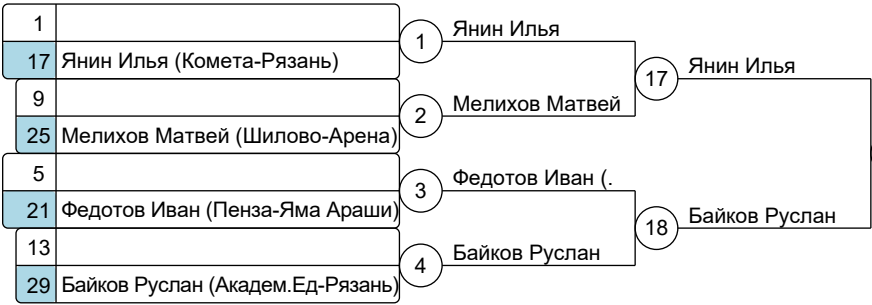 1
17 Янин Илья (Комета-Рязань)
1
Янин Илья
9
25 Мелихов Матвей (Шилово-Арена)
2
Мелихов Матвей
17
Янин Илья
5
21 Федотов Иван (Пенза-Яма Араши)
3
Федотов Иван (.
13
29 Байков Руслан (Академ.Ед-Рязань)
4
Байков Руслан
18
Байков Руслан